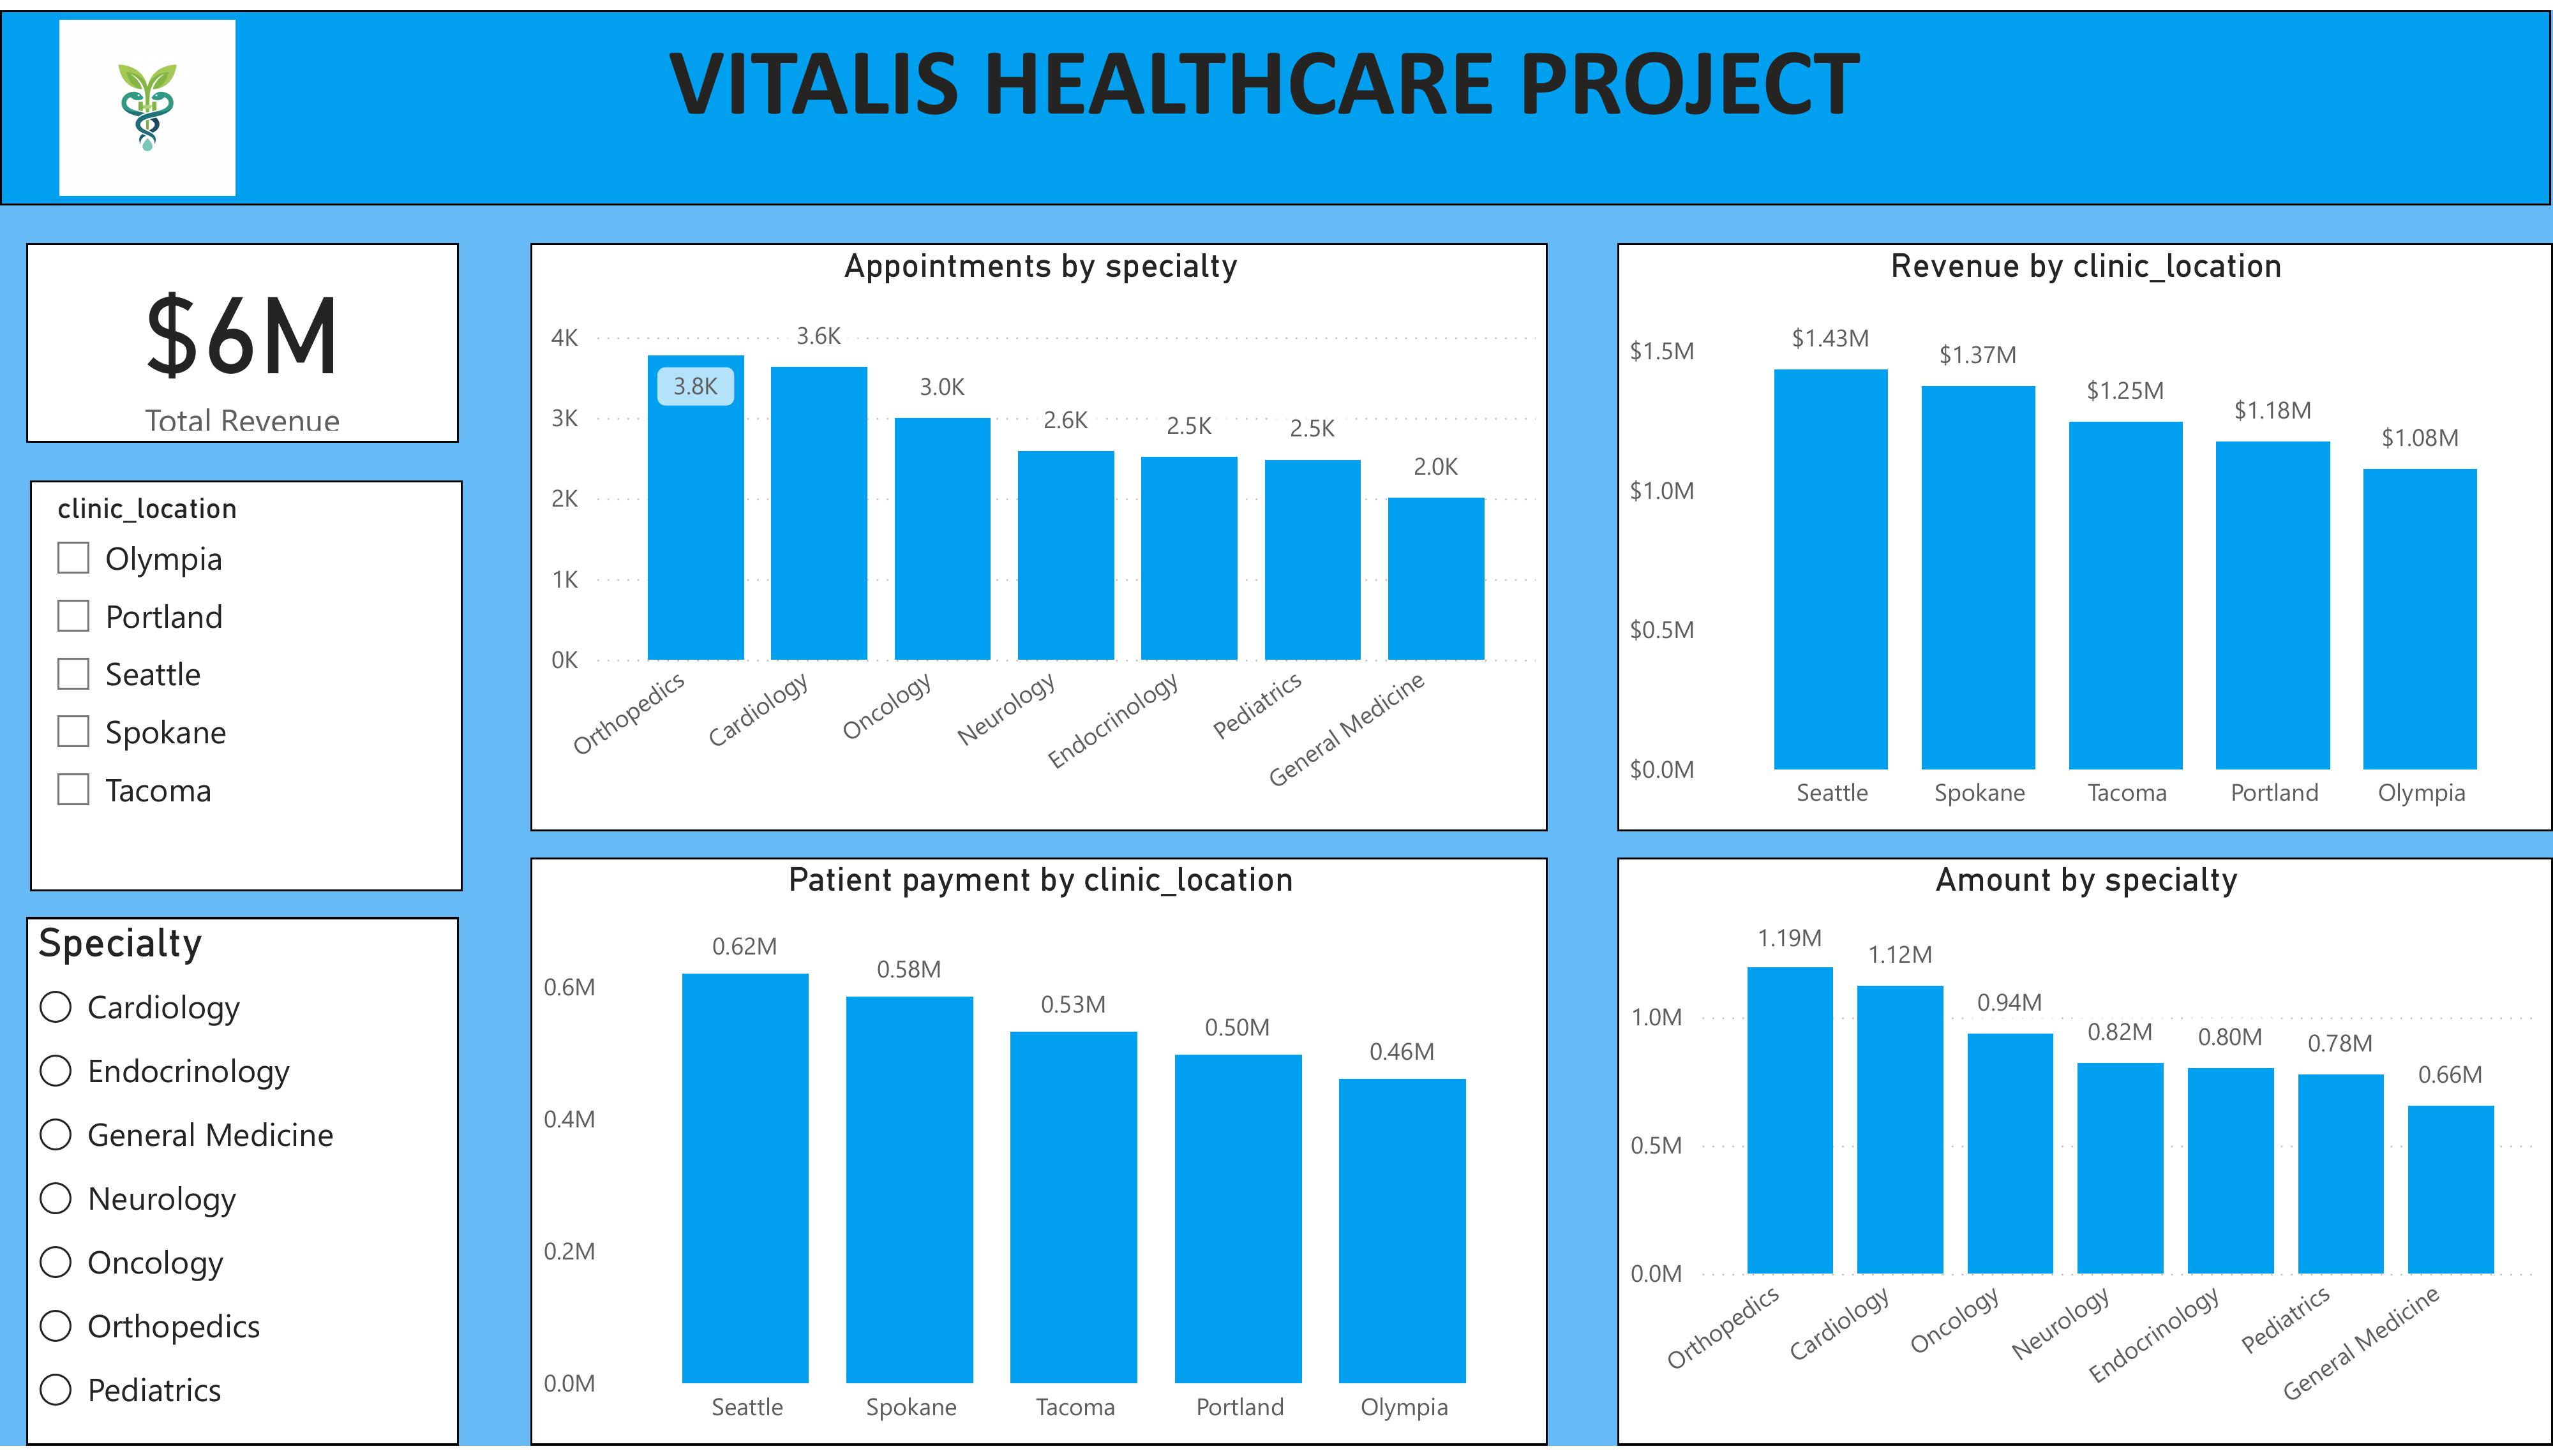 VITALIS HEALTHCARE PROJECT
$6M
Total Revenue
clinic_location
Olympia
Portland
Seattle
Spokane
Tacoma
Specialty
Cardiology
Endocrinology
General Medicine
Neurology
Oncology
Orthopedics
Pediatrics
Appointments by specialty
4K
3K
2K
1K
0K
3.8K
3.6K
3.0K
2.6K
2.5K
2.5K
2.0K
Orthopedics
Cardiology
Oncology
Neurology
Endocrinology
Pediatrics
General Medicine
Revenue by clinic_location
$1.5M
$1.0M
$0.5M
$0.0M
$1.43M
$1.37M
$1.25M
$1.18M
$1.08M
Seattle
Spokane
Tacoma
Portland
Olympia
Patient payment by clinic_location
0.6M
0.4M
0.2M
0.0M
0.62M
0.58M
0.53M
0.50M
0.46M
Seattle
Spokane
Tacoma
Portland
Olympia
Amount by specialty
1.0M
0.5M
0.0M
1.19M
1.12M
0.94M
0.82M
0.80M
0.78M
0.66M
Orthopedics
Cardiology
Oncology
Neurology
Endocrinology
Pediatrics
General Medicine